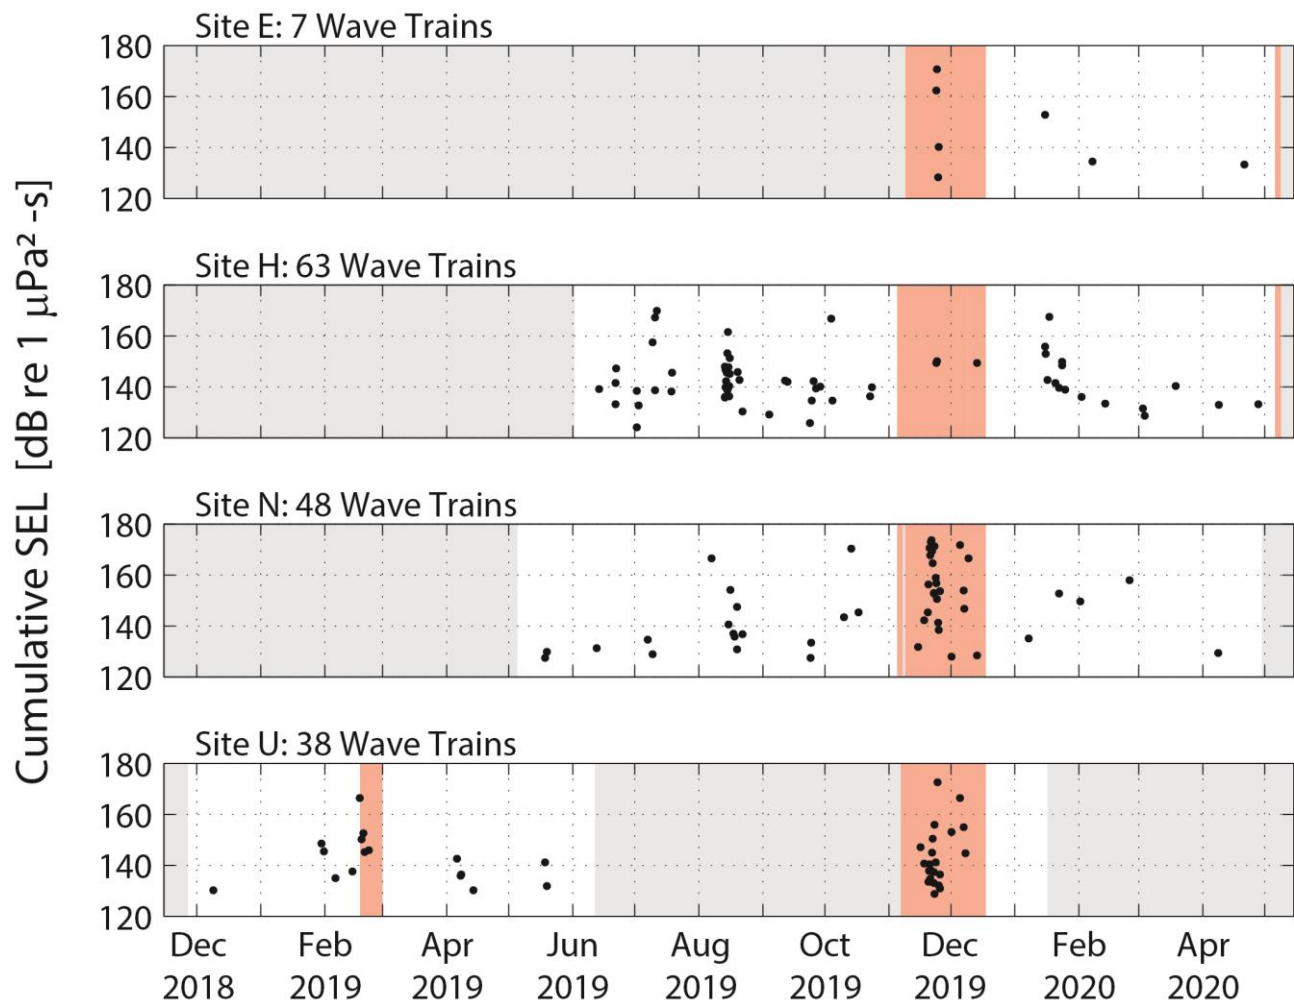 Site E: 7 Wave Trains
180
160
140
120
Site H: 63 Wave Trains
180
160
140
120
Site N: 48 Wave Trains
180
160
140
120
Site U: 38 Wave Trains
180
160
140
120
Cumulative SEL [dB re 1 µPa² -s]
Dec Feb Apr Jun Aug Oct Dec Feb Apr
2018 2019 2019 2019 2019 2019 2019 2020 2020